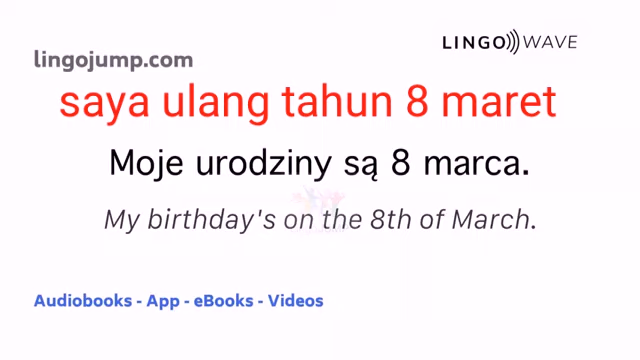 lingojump.com
LINGO WAVE
saya ulang tahun 8 maret
Moje urodziny są 8 marca.
My birthday's on the 8th of March.
Audiobooks - App - eBooks - Videos